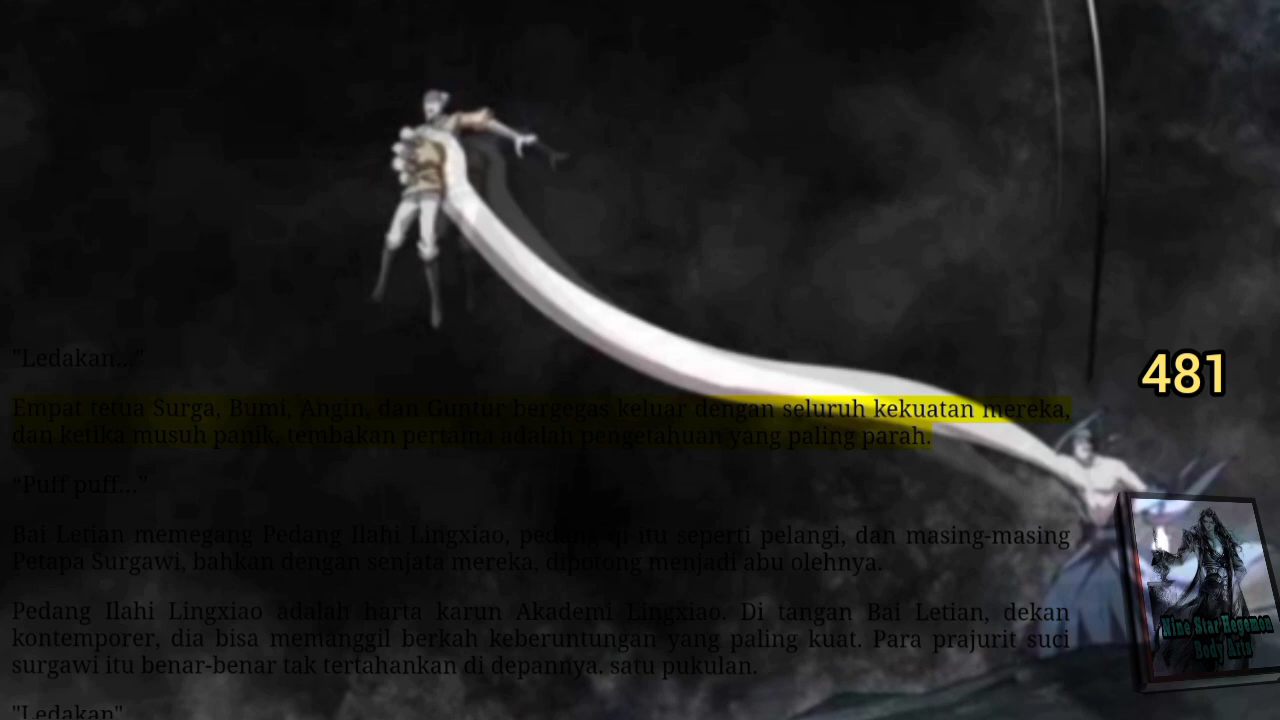 "Ledakan..."
Empat tetua Surga, Bumi, Angin, dan Guntur bergegas keluar dengan seluruh kekuatan mereka,
dan ketika musuh panik, tembakan pertama adalah pengetahuan yang paling parah.
"Puff puff..."
Bai Letian memegang Pedang Ilahi Lingxiao, pedang qi itu seperti pelangi, dan masing-masing
Petapa Surgawi, bahkan dengan senjata mereka, dipotong menjadi abu olehnya.
Pedang Ilahi Lingxiao adalah harta karun Akademi Lingxiao. Di tangan Bai Letian, dekan
kontemporer, dia bisa memanggil berkah keberuntungan yang paling kuat. Para prajurit suci
surgawi itu benar-benar tak tertahankan di depannya. satu pukulan.
"Ledakan"
481
Nine Star Hegemon
Body Arts